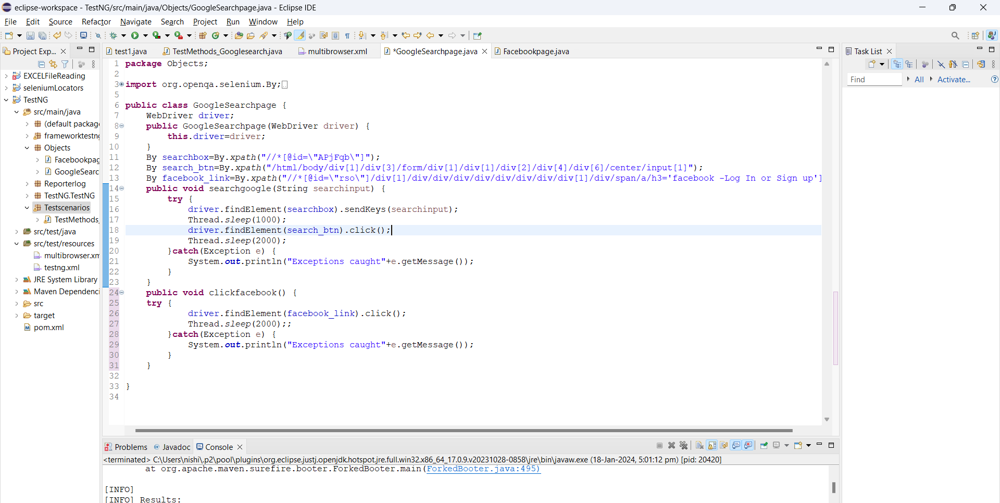 eclipse-workspace - TestNG/src/main/java/Objects/GoogleSearchpage.java - Eclipse IDE
File Edit Source Refactor Navigate Search Project Run Window Help
Project Exp...
test1.java TestMethods_Googlesearch.java multibrowser.xml *GoogleSearchpage.java Facebookpage.java
Task List
Find All Activate...
EXCELFileReading
seleniumLocators
TestNG
src/main/java
(default package
frameworktestng
Objects
Facebookpag
GoogleSearc
Reporterlog
TestNG.TestNG
Testscenarios
TestMethods_
src/test/java
src/test/resources
multibrowser.xm
testng.xml
JRE System Library
Maven Dependenci
src
target
pom.xml
1 package Objects;
2
3 import org.openqa.selenium.By;
5
6 public class GoogleSearchpage {
7 WebDriver driver;
8 public GoogleSearchpage(WebDriver driver) {
9 this.driver=driver;
10 }
11 By searchbox=By.xpath("//*[@id=\"APjFqb\"]");
12 By search_btn=By.xpath("/html/body/div[1]/div[3]/form/div[1]/div[1]/div[2]/div[4]/div[6]/center/input[1]");
13 By facebook_link=By.xpath("//*[@id=\"rso\"]/div[1]/div/div/div/div/div/div/div/div[1]/div/span/a/h3='facebook -Log In or Sign up']
14 public void searchgoogle(String searchinput) {
15 try {
16 driver.findElement(searchbox).sendKeys(searchinput);
17 Thread.sleep(1000);
18 driver.findElement(search_btn).click();
19 Thread.sleep(2000);
20 }catch(Exception e) {
21 System.out.println("Exceptions caught"+e.getMessage());
22 }
23 }
24 public void clickfacebook() {
25 try {
26 driver.findElement(facebook_link).click();
27 Thread.sleep(2000);;
28 }catch(Exception e) {
29 System.out.println("Exceptions caught"+e.getMessage());
30 }
31 }
32
33 }
34
Problems Javadoc Console
<terminated> C:\Users\nishi\.p2\pool\plugins\org.eclipse.justj.openjdk.hotspot.jre.full.win32.x86_64_17.0.9.v20231028-0858\jre\bin\javaw.exe (18-Jan-2024, 5:01:12 pm) [pid: 20420]
at org.apache.maven.surefire.booter.ForkedBooter.main(ForkedBooter.java:495)
[INFO]
[INFO] Results: